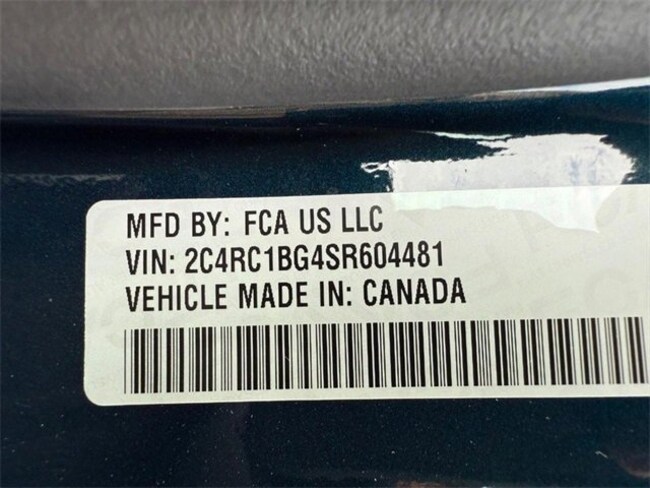 MFD BY: FCA US LLC
VIN: 2C4RC1BG4SR604481
VEHICLE MADE IN: CANADA